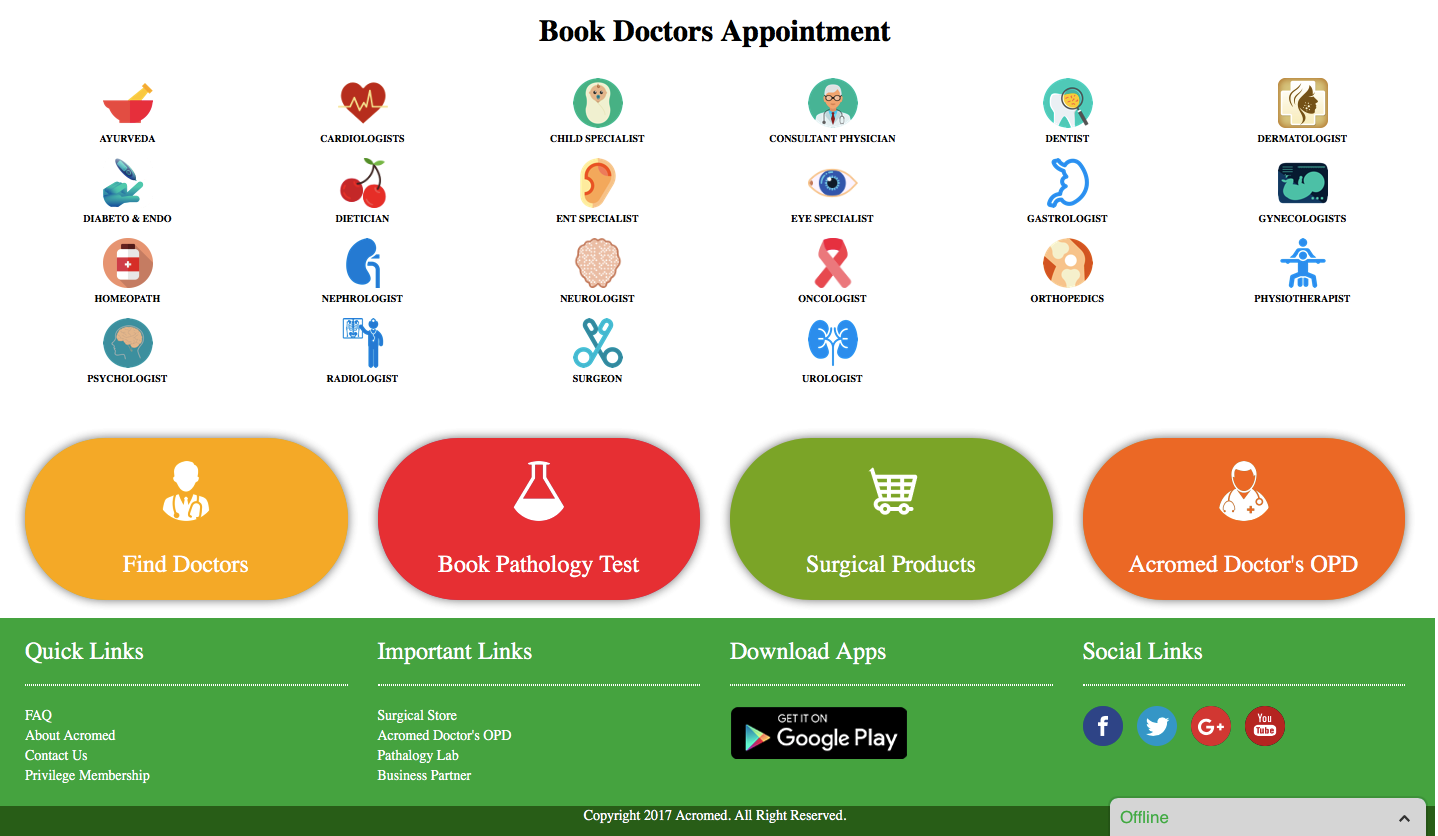 Book Doctors Appointment
AYURVEDA
CARDIOLOGISTS
CHILD SPECIALIST
CONSULTANT PHYSICIAN
DENTIST
DERMATOLOGIST
DIABETO & ENDO
DIETICIAN
ENT SPECIALIST
EYE SPECIALIST
GASTROLOGIST
GYNECOLOGISTS
HOMEOPATH
NEPHROLOGIST
NEUROLOGIST
ONCOLOGIST
ORTHOPEDICS
PHYSIOTHERAPIST
PSYCHOLOGIST
RADIOLOGIST
SURGEON
UROLOGIST
Find Doctors
Book Pathology Test
Surgical Products
Acromed Doctor's OPD
Quick Links
FAQ
About Acromed
Contact Us
Privilege Membership
Important Links
Surgical Store
Acromed Doctor's OPD
Pathalogy Lab
Business Partner
Download Apps
GET IT ON
Google Play
Social Links
f
G+
You
Tube
Copyright 2017 Acromed. All Right Reserved.
Offline